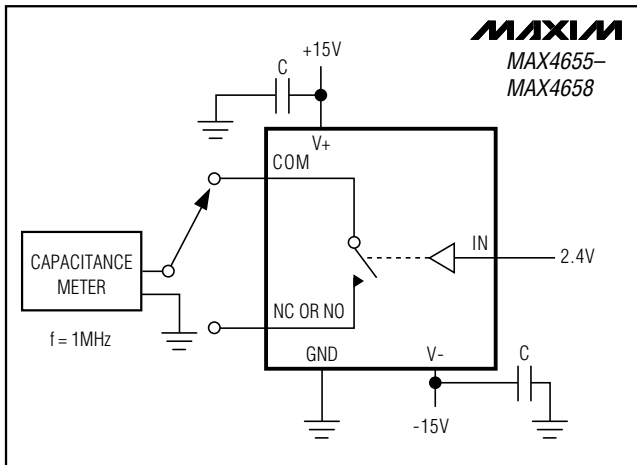 MAXIM
MAX4655–
MAX4658
+15V
C
V+
COM
IN
2.4V
CAPACITANCE
METER
NC OR NO
f = 1MHz
GND
V-
C
-15V